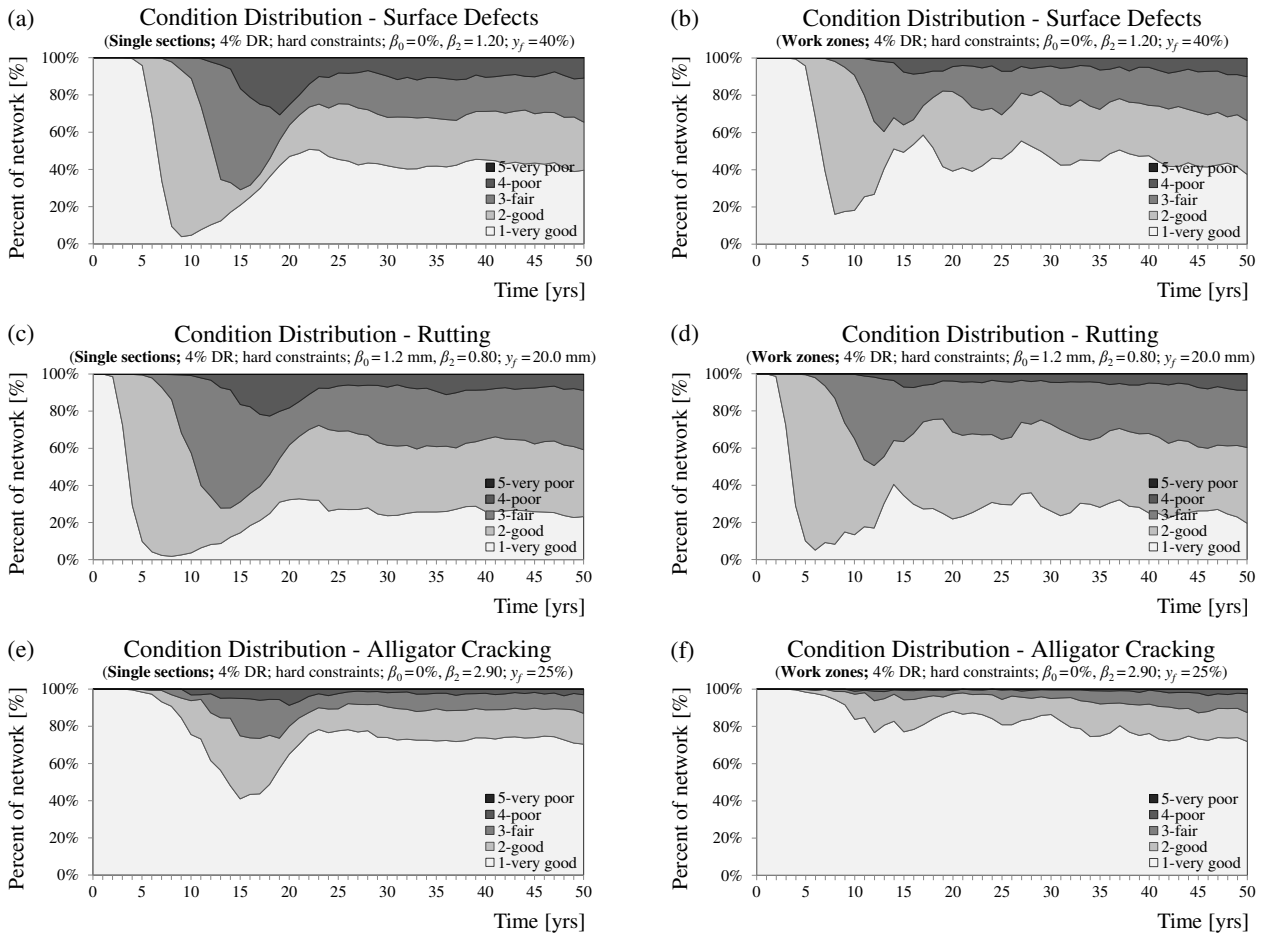 (a)
Condition Distribution - Surface Defects
(Single sections; 4% DR; hard constraints; β0=0%, β2=1.20; yf=40%)
Percent of network [%]
100%
80%
60%
40%
20%
0%
5-very poor
4-poor
3-fair
2-good
1-very good
0 5 10 15 20 25 30 35 40 45 50
Time [yrs]
(b)
Condition Distribution - Surface Defects
(Work zones; 4% DR; hard constraints; β0=0%, β2=1.20; yf=40%)
Percent of network [%]
100%
80%
60%
40%
20%
0%
5-very poor
4-poor
3-fair
2-good
1-very good
0 5 10 15 20 25 30 35 40 45 50
Time [yrs]
(c)
Condition Distribution - Rutting
(Single sections; 4% DR; hard constraints; β0=1.2 mm, β2=0.80; yf=20.0 mm)
Percent of network [%]
100%
80%
60%
40%
20%
0%
5-very poor
4-poor
3-fair
2-good
1-very good
0 5 10 15 20 25 30 35 40 45 50
Time [yrs]
(d)
Condition Distribution - Rutting
(Work zones; 4% DR; hard constraints; β0=1.2 mm, β2=0.80; yf=20.0 mm)
Percent of network [%]
100%
80%
60%
40%
20%
0%
5-very poor
4-poor
3-fair
2-good
1-very good
0 5 10 15 20 25 30 35 40 45 50
Time [yrs]
(e)
Condition Distribution - Alligator Cracking
(Single sections; 4% DR; hard constraints; β0=0%, β2=2.90; yf=25%)
Percent of network [%]
100%
80%
60%
40%
20%
0%
5-very poor
4-poor
3-fair
2-good
1-very good
0 5 10 15 20 25 30 35 40 45 50
Time [yrs]
(f)
Condition Distribution - Alligator Cracking
(Work zones; 4% DR; hard constraints; β0=0%, β2=2.90; yf=25%)
Percent of network [%]
100%
80%
60%
40%
20%
0%
5-very poor
4-poor
3-fair
2-good
1-very good
0 5 10 15 20 25 30 35 40 45 50
Time [yrs]